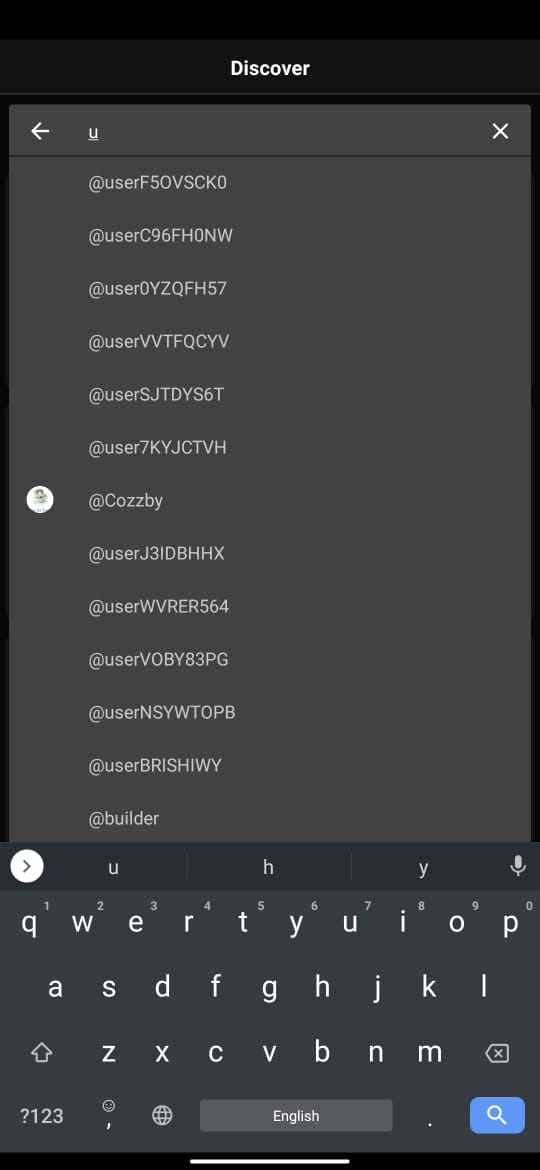 Discover
u
@userF5OVSCK0
@userC96FH0NW
@user0YZQFH57
@userVVTFQCYV
@userSJTDYS6T
@user7KYJCTVH
@Cozzby
@userJ3IDBHHX
@userWVRER564
@userVOBY83PG
@userNSYWTOPB
@userBRISHIWY
@builder
u h y
1 2 3 4 5 6 7 8 9 0
q w e r t y u i o p
a s d f g h j k l
z x c v b n m
?123 , English .